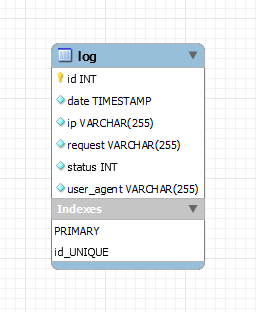 log
id INT
date TIMESTAMP
ip VARCHAR(255)
request VARCHAR(255)
status INT
user_agent VARCHAR(255)
Indexes
PRIMARY
id_UNIQUE